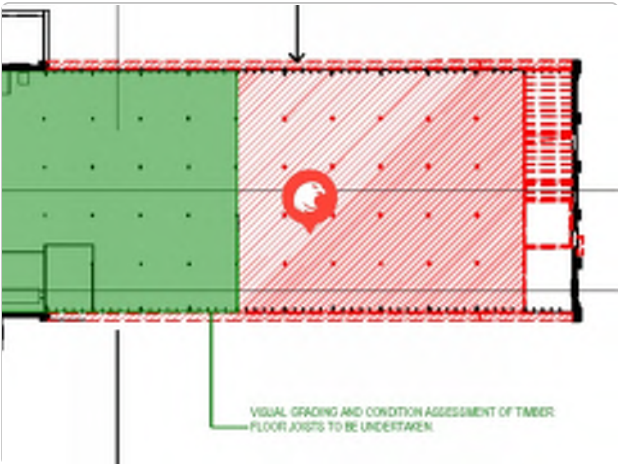 VISUAL GRADING AND CONDITION ASSESSMENT OF TIMBER
FLOOR JOISTS TO BE UNDERTAKEN.